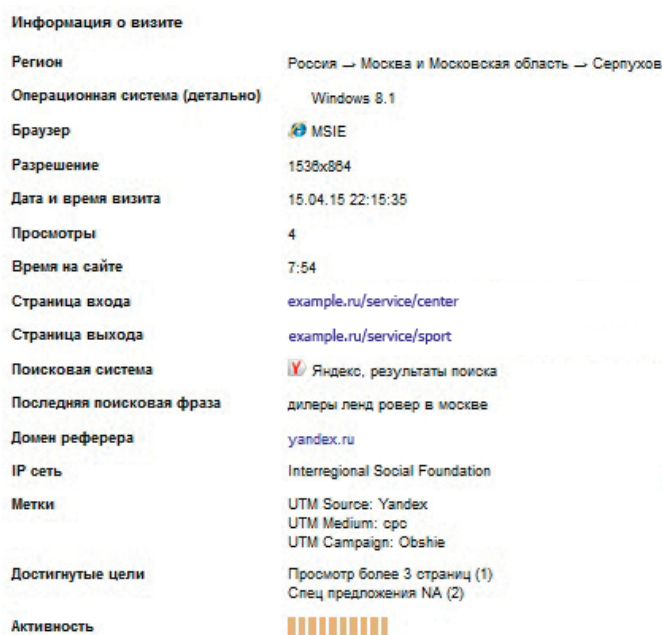 Информация о визите
Регион Россия → Москва и Московская область → Серпухов
Операционная система (детально) Windows 8.1
Браузер MSIE
Разрешение 1536x864
Дата и время визита 15.04.15 22:15:35
Просмотры 4
Время на сайте 7:54
Страница входа example.ru/service/center
Страница выхода example.ru/service/sport
Поисковая система Яндекс, результаты поиска
Последняя поисковая фраза дилеры ленд ровер в москве
Домен реферера yandex.ru
IP сеть Interregional Social Foundation
Метки UTM Source: Yandex
UTM Medium: cpc
UTM Campaign: Obshie
Достигнутые цели Просмотр более 3 страниц (1)
Спец предложения NA (2)
Активность